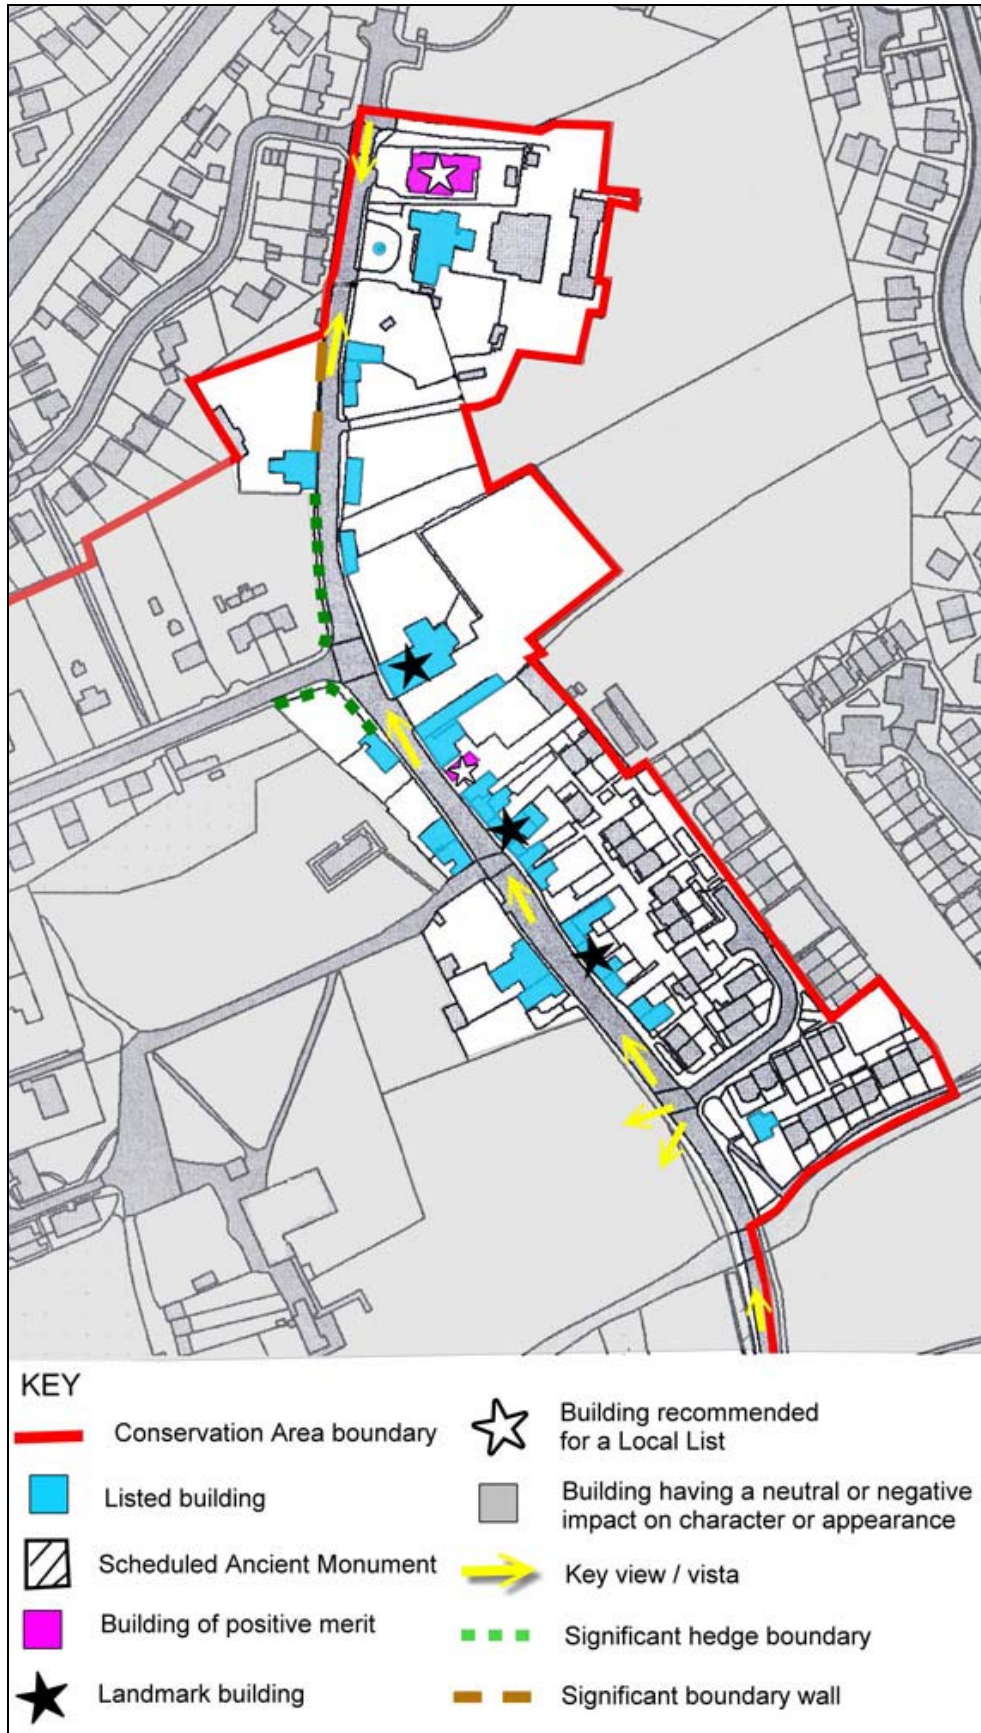 KEY
Conservation Area boundary
Listed building
Scheduled Ancient Monument
Building of positive merit
Landmark building
Building recommended
for a Local List
Building having a neutral or negative
impact on character or appearance
Key view / vista
Significant hedge boundary
Significant boundary wall